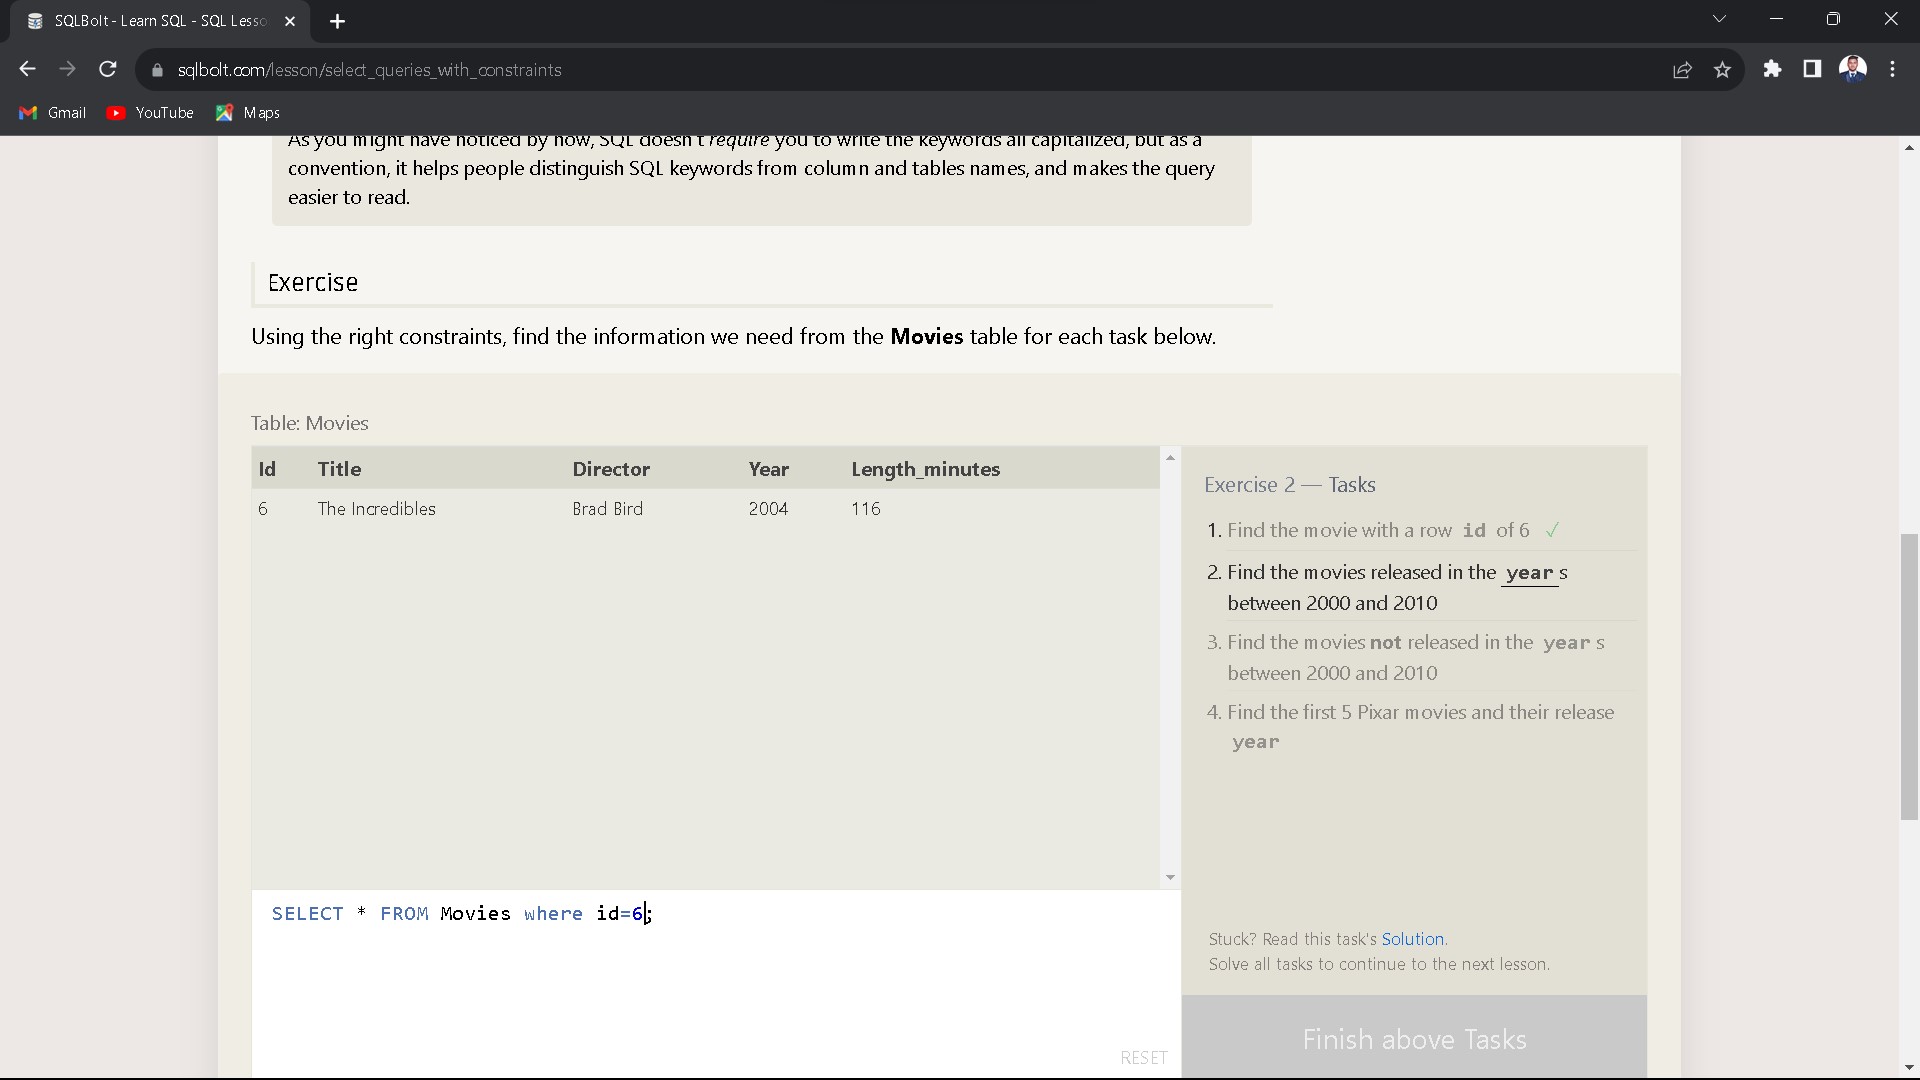 SQLBolt - Learn SQL - SQL Lesso
sqlbolt.com/lesson/select_queries_with_constraints
Gmail YouTube Maps
As you might have noticed by now, SQL doesn't require you to write the keywords all capitalized, but as a
convention, it helps people distinguish SQL keywords from column and tables names, and makes the query
easier to read.
Exercise
Using the right constraints, find the information we need from the Movies table for each task below.
Table: Movies
Id Title Director Year Length_minutes
6 The Incredibles Brad Bird 2004 116
SELECT * FROM Movies where id=6;
RESET
Exercise 2 — Tasks
1. Find the movie with a row id of 6 ✓
2. Find the movies released in the year s
between 2000 and 2010
3. Find the movies not released in the year s
between 2000 and 2010
4. Find the first 5 Pixar movies and their release
year
Stuck? Read this task's Solution.
Solve all tasks to continue to the next lesson.
Finish above Tasks